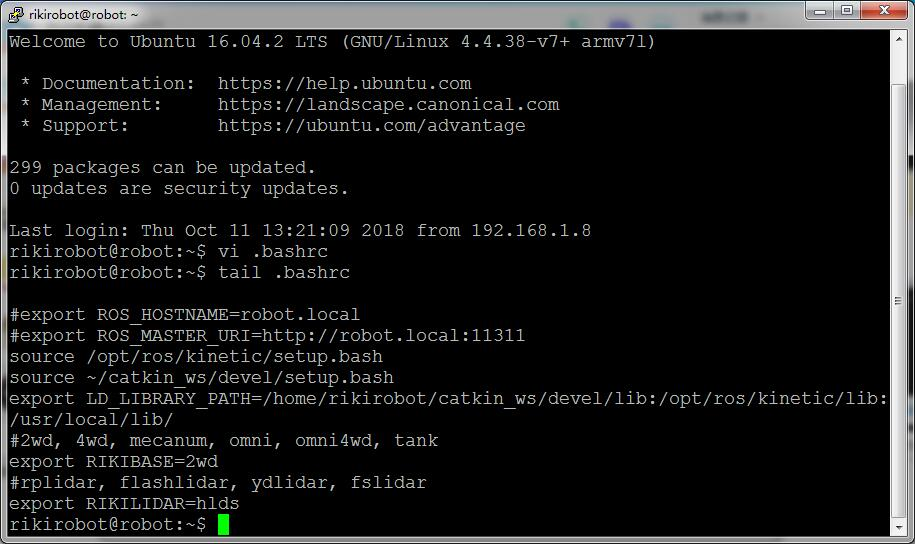 rikirobot@robot: ~
Welcome to Ubuntu 16.04.2 LTS (GNU/Linux 4.4.38-v7+ armv7l)
* Documentation:  https://help.ubuntu.com
* Management:     https://landscape.canonical.com
* Support:        https://ubuntu.com/advantage
299 packages can be updated.
0 updates are security updates.
Last login: Thu Oct 11 13:21:09 2018 from 192.168.1.8
rikirobot@robot:~$ vi .bashrc
rikirobot@robot:~$ tail .bashrc
#export ROS_HOSTNAME=robot.local
#export ROS_MASTER_URI=http://robot.local:11311
source /opt/ros/kinetic/setup.bash
source ~/catkin_ws/devel/setup.bash
export LD_LIBRARY_PATH=/home/rikirobot/catkin_ws/devel/lib:/opt/ros/kinetic/lib:
/usr/local/lib/
#2wd, 4wd, mecanum, omni, omni4wd, tank
export RIKIBASE=2wd
#rplidar, flashlidar, ydlidar, fslidar
export RIKILIDAR=hlds
rikirobot@robot:~$